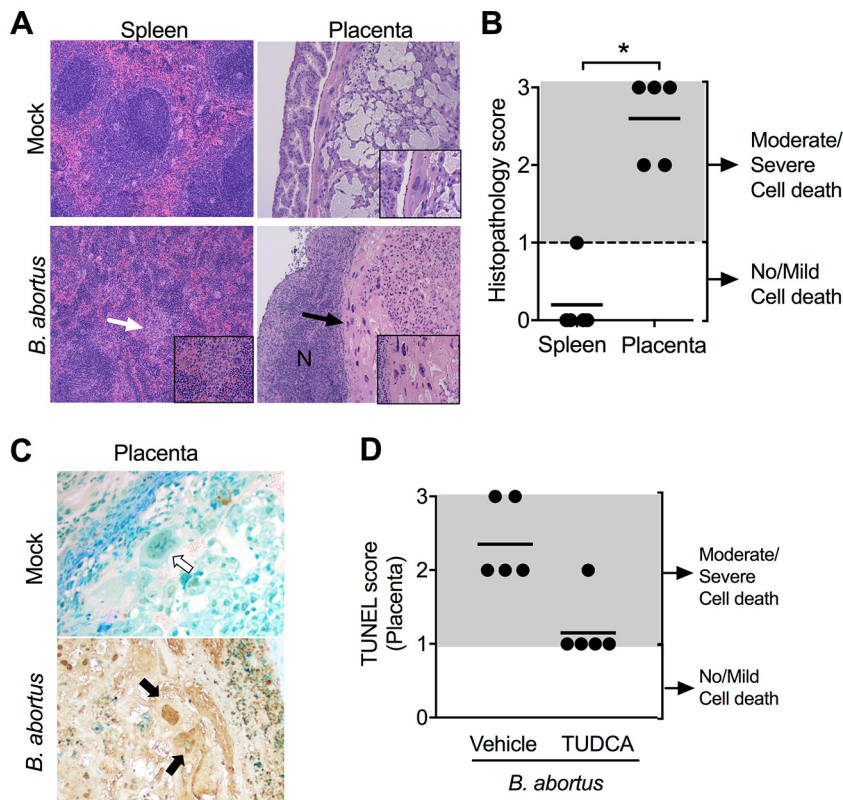 A
Spleen
Placenta
Mock
B. abortus
N
B
*
Histopathology score
3
2
1
0
Spleen
Placenta
Moderate/
Severe
Cell death
No/Mild
Cell death
C
Placenta
Mock
B. abortus
D
TUNEL score
(Placenta)
3
2
1
0
Vehicle
TUDCA
B. abortus
Moderate/
Severe
Cell death
No/Mild
Cell death